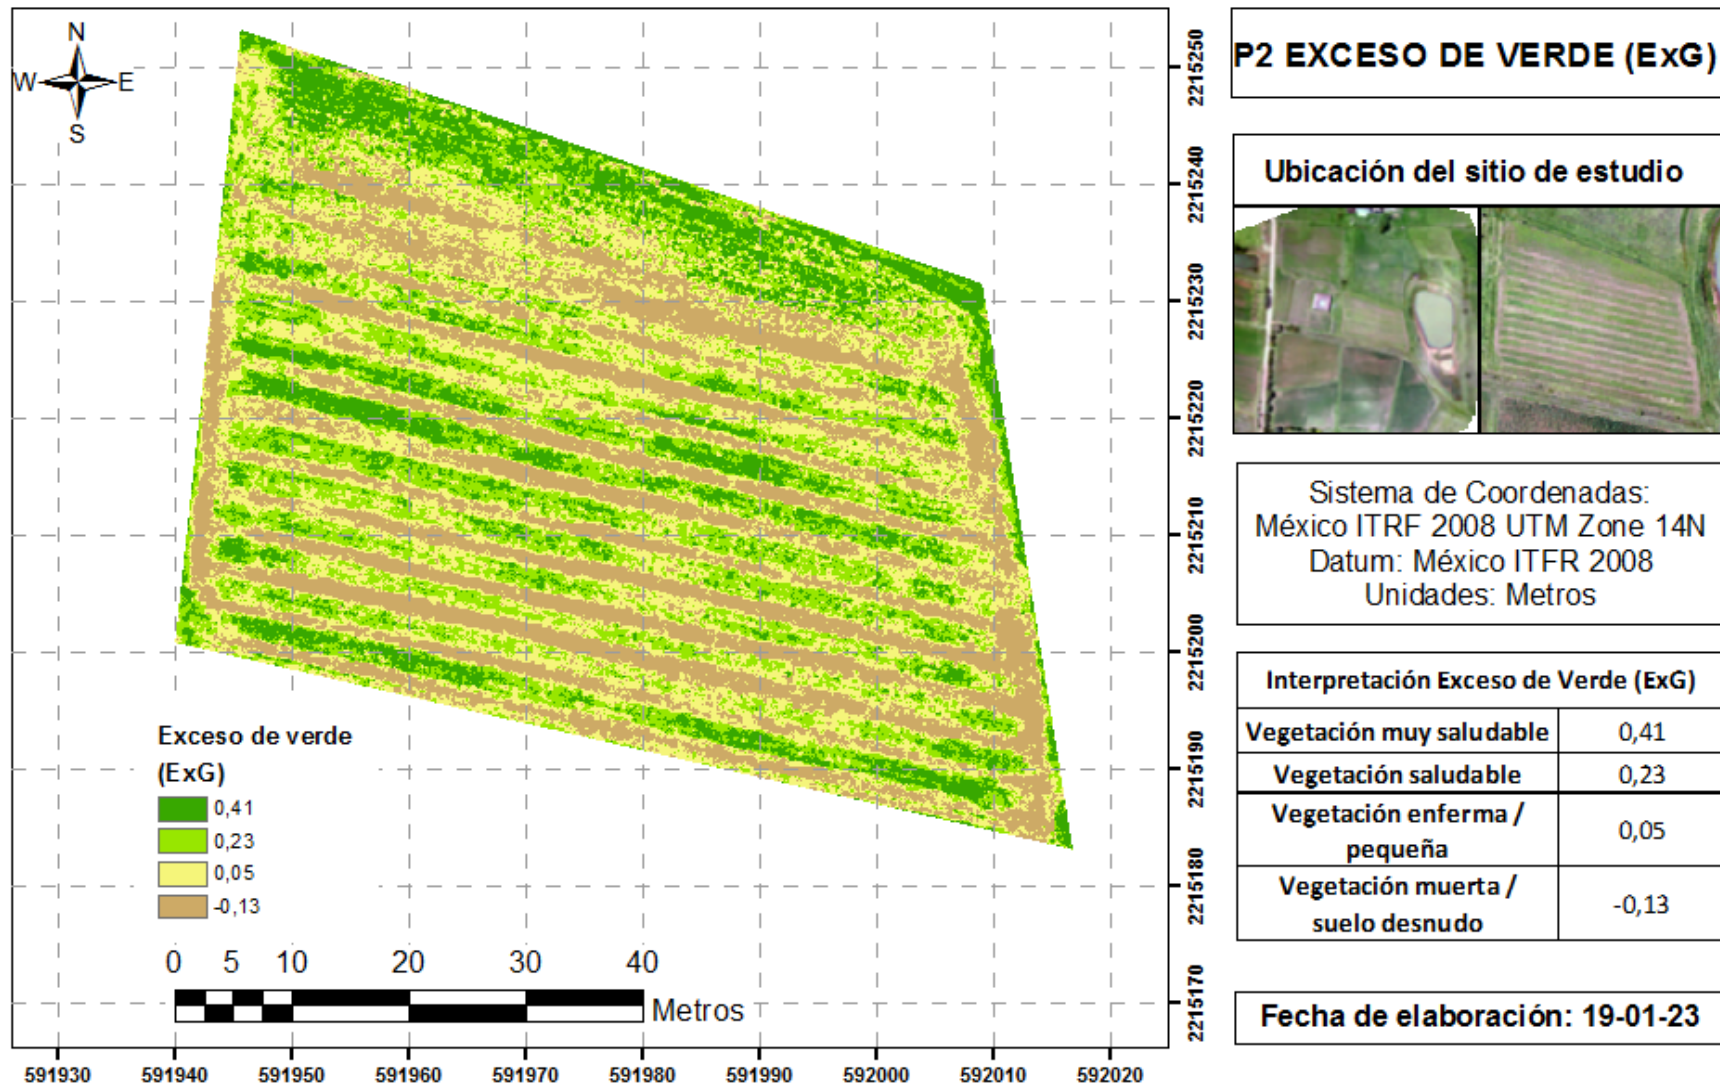 N
W
E
S
2215250
2215240
2215230
2215220
2215210
2215200
2215190
2215180
2215170
Exceso de verde
(ExG)
0,41
0,23
0,05
-0,13
0 5 10 20 30 40
Metros
591930 591940 591950 591960 591970 591980 591990 592000 592010 592020
P2 EXCESO DE VERDE (ExG)
Ubicación del sitio de estudio
Sistema de Coordenadas:
México ITRF 2008 UTM Zone 14N
Datum: México ITFR 2008
Unidades: Metros
Interpretación Exceso de Verde (ExG)
Vegetación muy saludable 0,41
Vegetación saludable 0,23
Vegetación enferma /
pequeña 0,05
Vegetación muerta /
suelo desnudo -0,13
Fecha de elaboración: 19-01-23